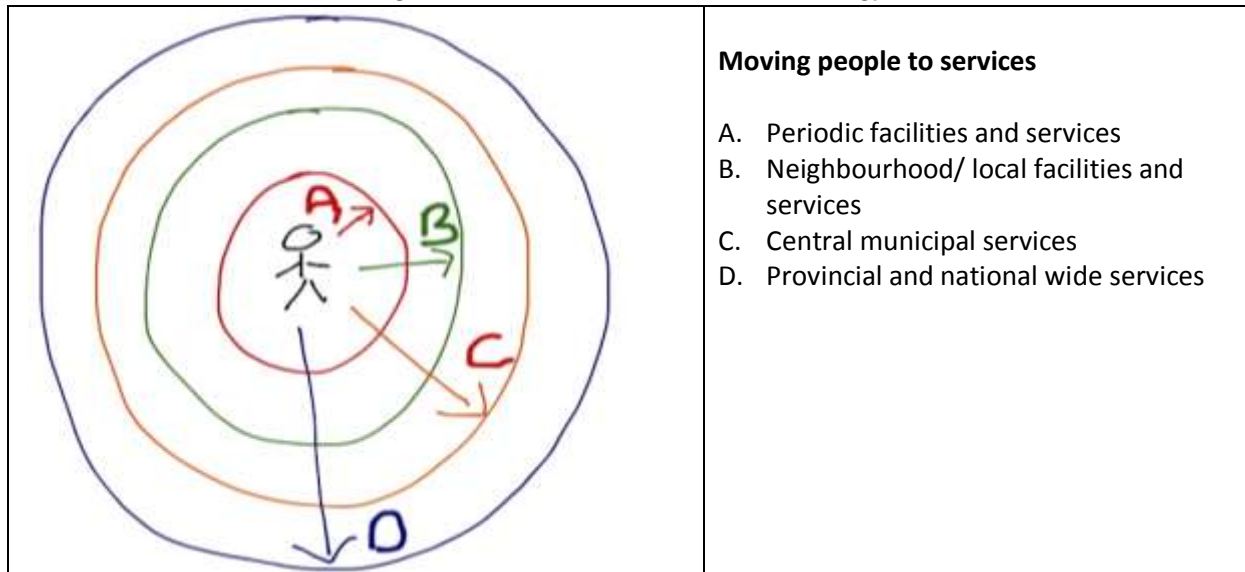 A
B
C
D
Moving people to services
A. Periodic facilities and services
B. Neighbourhood/ local facilities and
services
C. Central municipal services
D. Provincial and national wide services